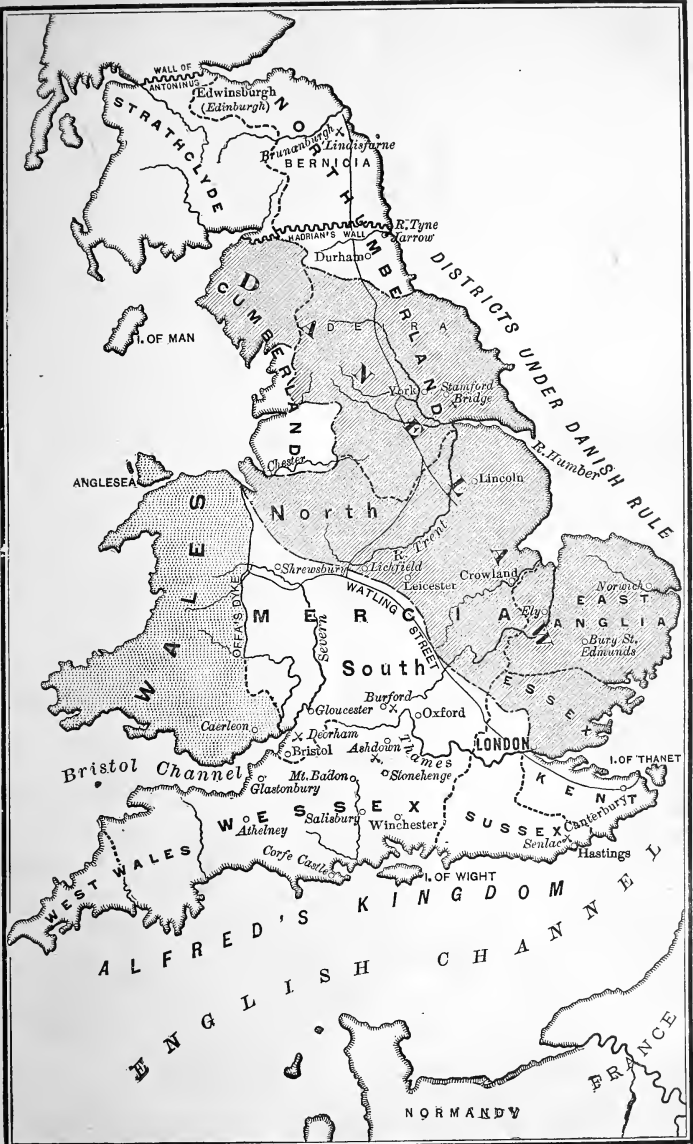 WALL OF
ANTONINUS
Edwinsburgh
(Edinburgh)
STRATHCLYDE
NORTHUMBERLAND
Brunanburgh
Lindisfarne
BERNICIA
HADRIAN'S WALL
R. Tyne
Jarrow
Durham
DISTRICTS UNDER DANISH RULE
DANELAW
CUMBERLAND
I. OF MAN
DEIRA
York
Stamford
Bridge
R. Humber
Chester
ANGLESEA
Lincoln
North
R. Trent
WALES
OFFA'S DYKE
Shrewsbury
Lichfield
Leicester
Crowland
Norwich
WATLING
STREET
MERCIA
Ely
EAST
ANGLIA
Bury St.
Edmunds
Severn
South
ESSEX
Burford
Gloucester
Oxford
Caerleon
Deorham
Bristol
Ashdown
Thames
LONDON
I. OF THANET
Bristol Channel
Mt. Badon
Stonehenge
Glastonbury
KENT
Canterbury
WESSEX
Salisbury
Athelney
Winchester
SUSSEX
Senlac
Hastings
Corfe Castle
WEST WALES
I. OF WIGHT
ALFRED'S KINGDOM
ENGLISH CHANNEL
FRANCE
NORMANDY